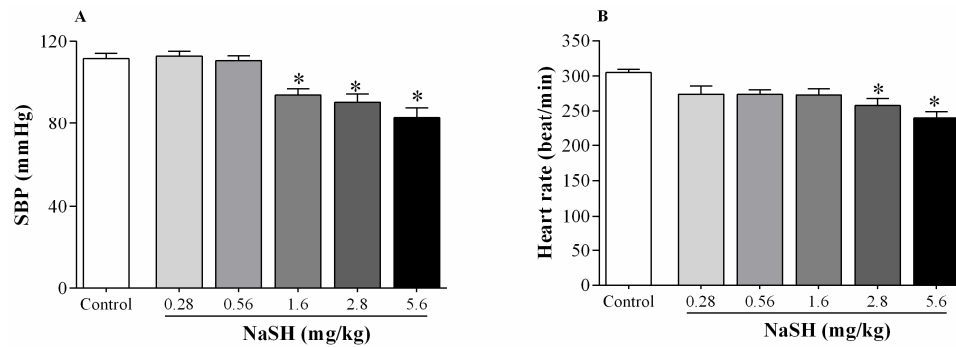 A
SBP (mmHg)
120
80
40
0
* * *
Control 0.28 0.56 1.6 2.8 5.6
NaSH (mg/kg)
B
Heart rate (beat/min)
350
300
250
200
150
100
50
0
* *
Control 0.28 0.56 1.6 2.8 5.6
NaSH (mg/kg)